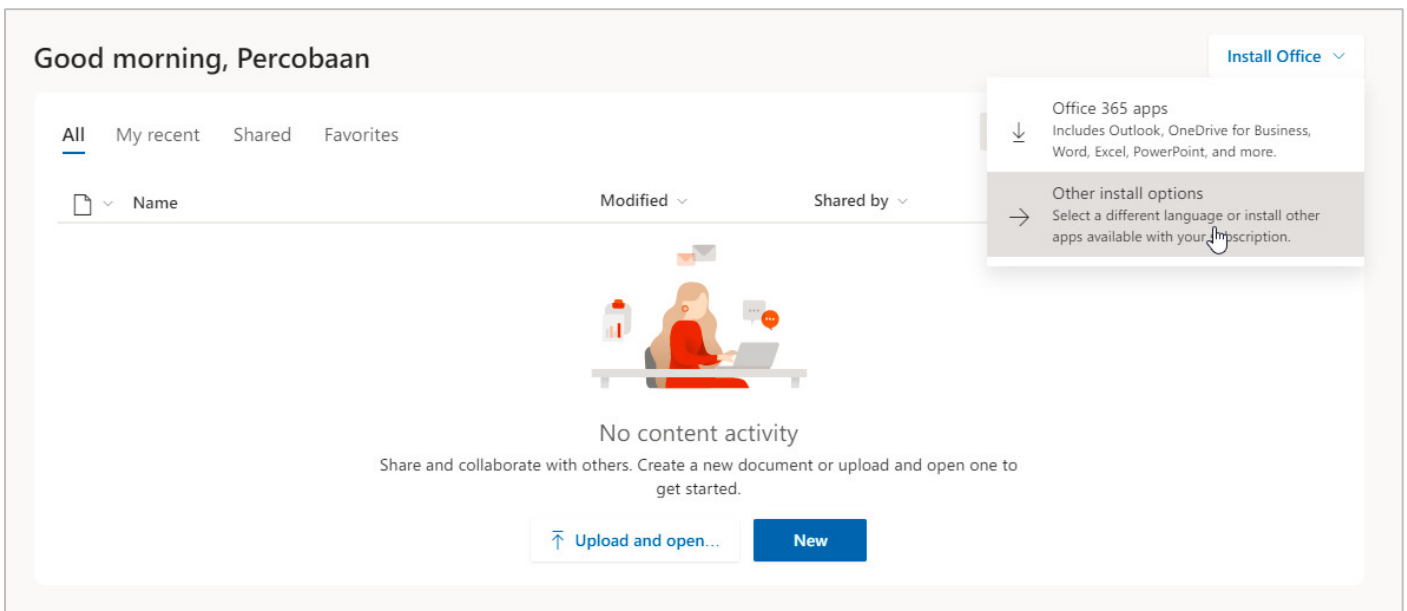 Good morning, Percobaan
Install Office
Office 365 apps
Includes Outlook, OneDrive for Business,
Word, Excel, PowerPoint, and more.
All My recent Shared Favorites
Other install options
Select a different language or install other
apps available with your subscription.
Name Modified Shared by
No content activity
Share and collaborate with others. Create a new document or upload and open one to
get started.
Upload and open...
New